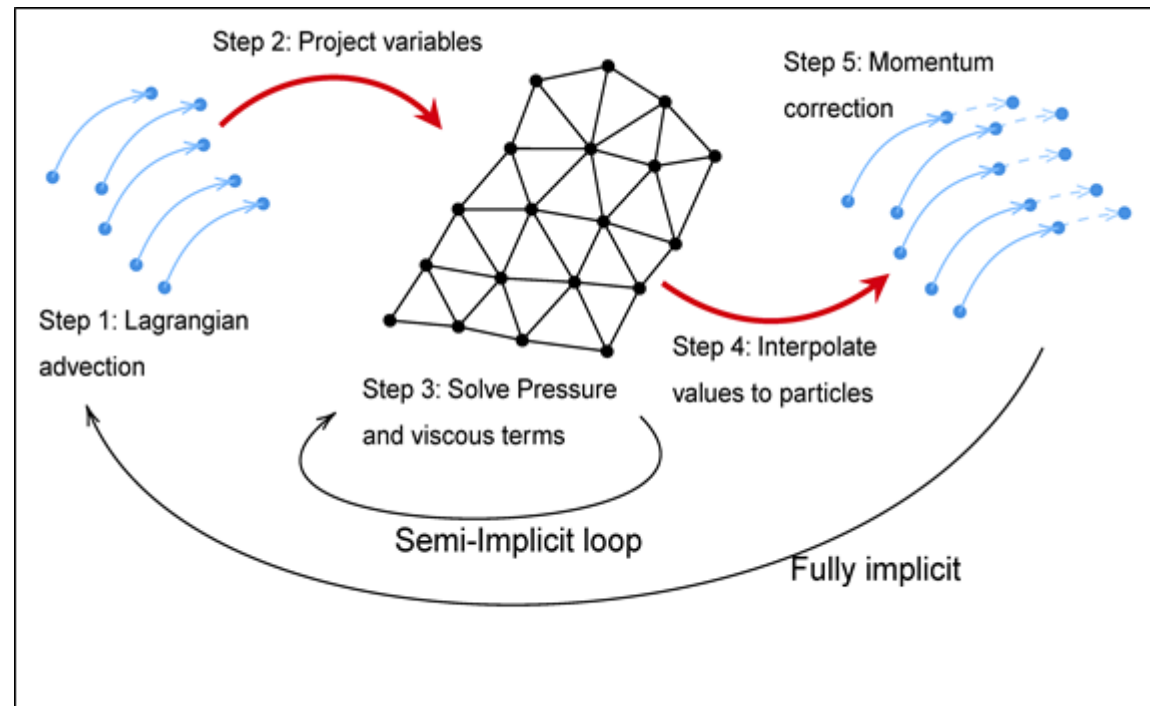 Step 2: Project variables
Step 5: Momentum
correction
Step 1: Lagrangian
advection
Step 3: Solve Pressure
and viscous terms
Step 4: Interpolate
values to particles
Semi-Implicit loop
Fully implicit